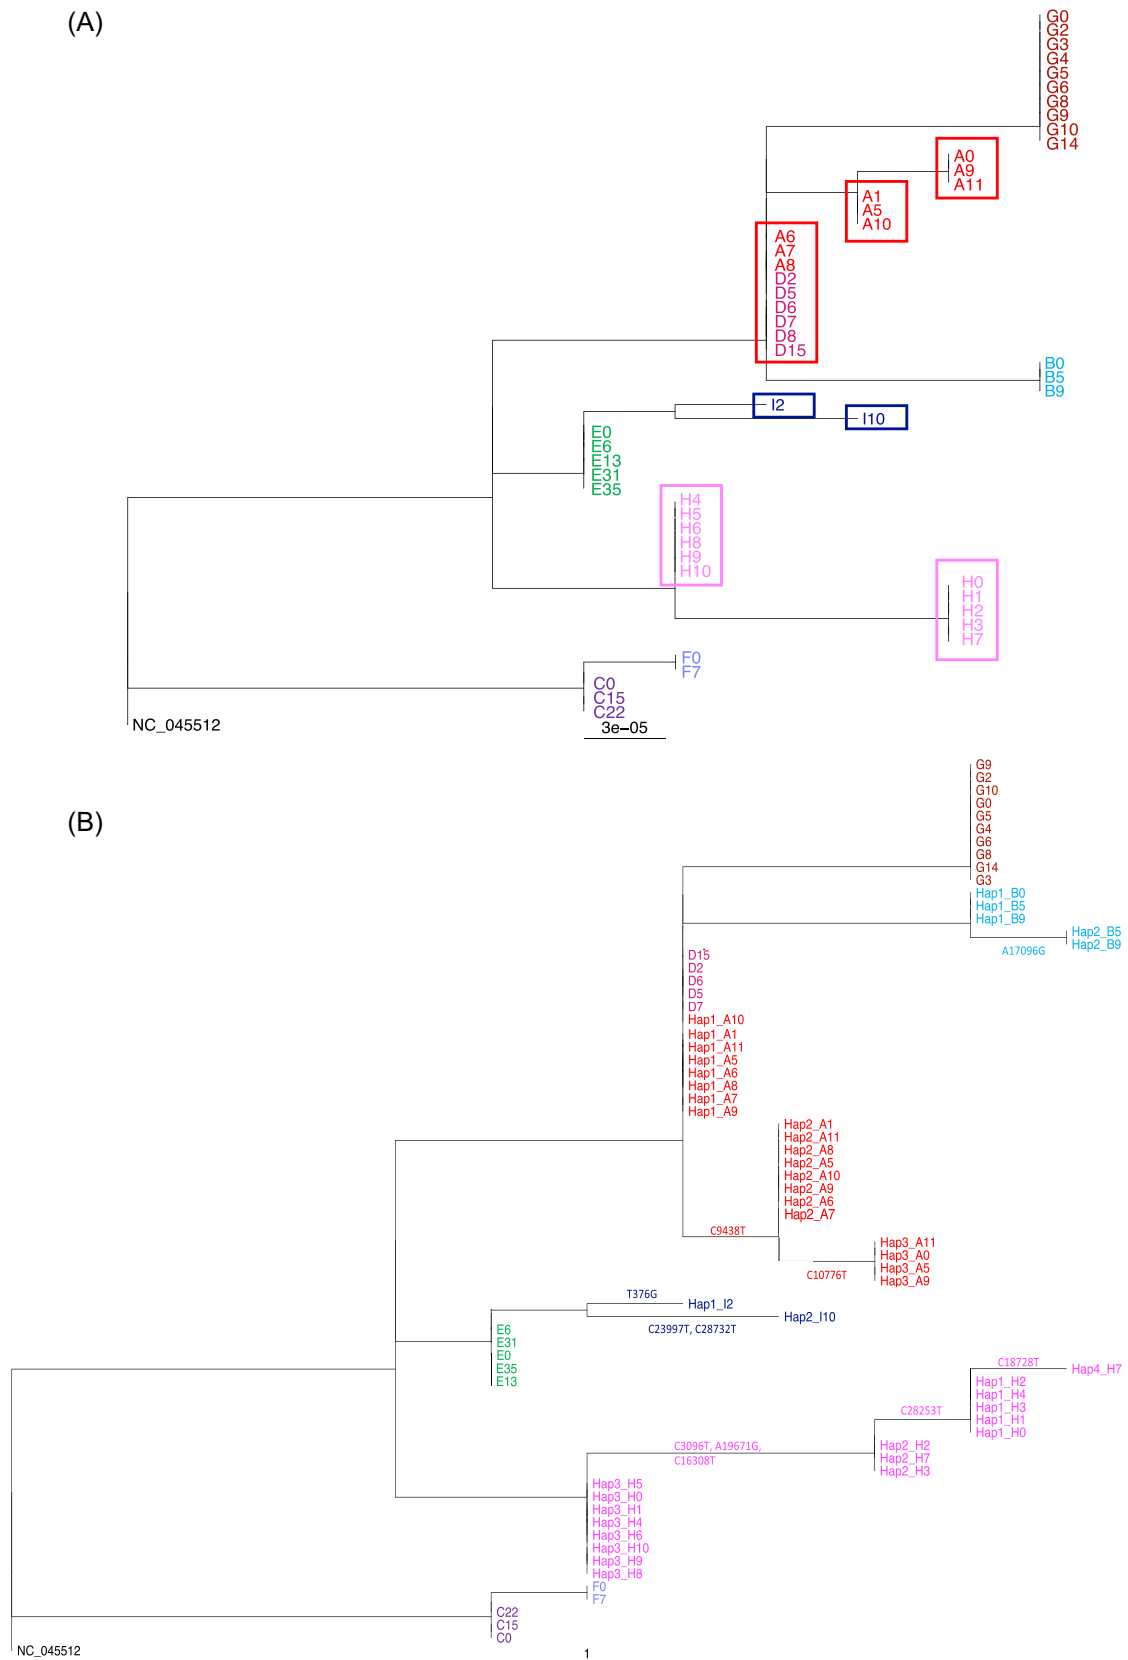 (A)
G0
G2
G3
G4
G5
G6
G8
G9
G10
G14
A0
A9
A11
A1
A5
A10
A6
A7
A8
D2
D5
D6
D7
D8
D15
B0
B5
B9
I2
I10
E0
E6
E13
E31
E35
H4
H5
H6
H8
H9
H10
H0
H1
H2
H3
H7
F0
F7
C0
C15
C22
NC_045512
3e−05
(B)
G9
G2
G10
G0
G5
G4
G6
G8
G14
G3
Hap1_B0
Hap1_B5
Hap1_B9
Hap2_B5
Hap2_B9
A17096G
D15
D2
D6
D5
D7
Hap1_A10
Hap1_A1
Hap1_A11
Hap1_A5
Hap1_A6
Hap1_A8
Hap1_A7
Hap1_A9
Hap2_A1
Hap2_A11
Hap2_A8
Hap2_A5
Hap2_A10
Hap2_A9
Hap2_A6
Hap2_A7
C9438T
Hap3_A11
Hap3_A0
Hap3_A5
Hap3_A9
C10776T
T376G
Hap1_I2
Hap2_I10
C23997T, C28732T
E6
E31
E0
E35
E13
C18728T
Hap4_H7
Hap1_H2
Hap1_H4
Hap1_H3
Hap1_H1
Hap1_H0
C28253T
C3096T, A19671G,
C16308T
Hap2_H2
Hap2_H7
Hap2_H3
Hap3_H5
Hap3_H0
Hap3_H1
Hap3_H4
Hap3_H6
Hap3_H10
Hap3_H9
Hap3_H8
F0
F7
C22
C15
C0
NC_045512
1